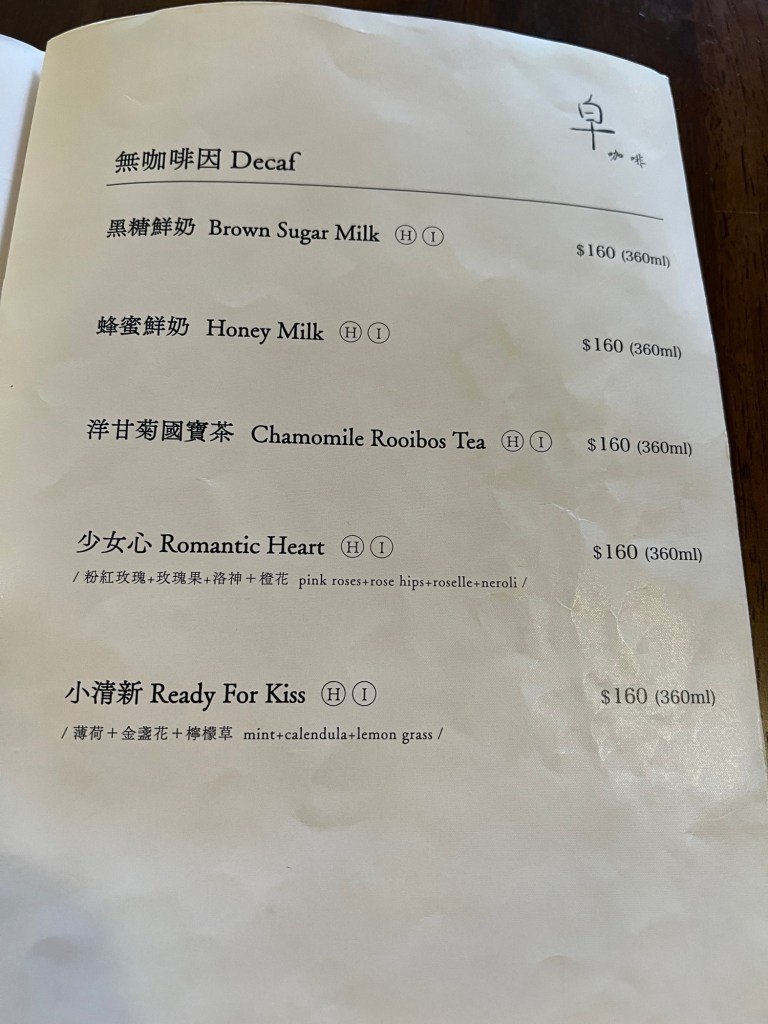 皁
咖啡
無咖啡因 Decaf
黑糖鮮奶 Brown Sugar Milk Ⓗ Ⓘ $160 (360ml)
蜂蜜鮮奶 Honey Milk Ⓗ Ⓘ $160 (360ml)
洋甘菊國寶茶 Chamomile Rooibos Tea Ⓗ Ⓘ $160 (360ml)
少女心 Romantic Heart Ⓗ Ⓘ $160 (360ml)
/ 粉紅玫瑰+玫瑰果+洛神＋橙花 pink roses+rose hips+roselle+neroli /
小清新 Ready For Kiss Ⓗ Ⓘ $160 (360ml)
/ 薄荷＋金盞花＋檸檬草 mint+calendula+lemon grass /